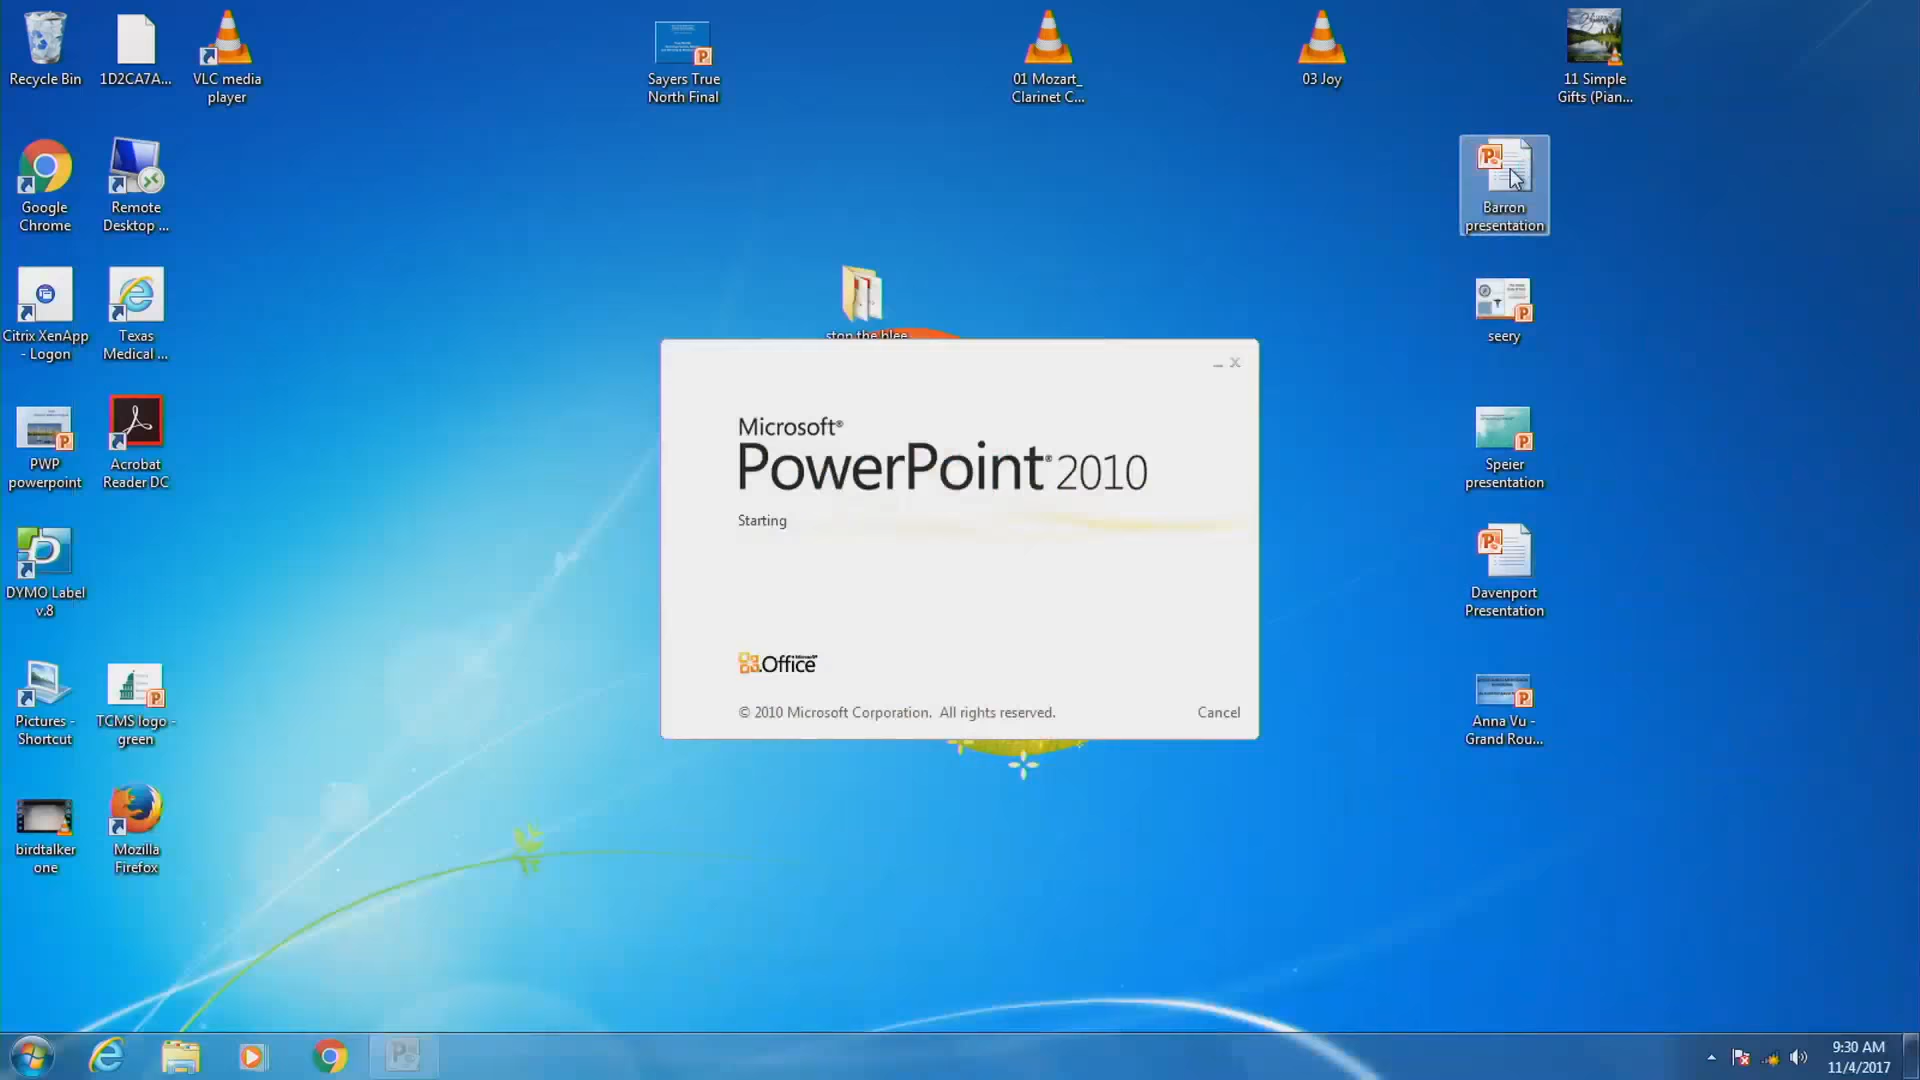 Recycle Bin
1D2CA7A...
VLC media
player
Sayers True
North Final
01 Mozart_
Clarinet C...
03 Joy
11 Simple
Gifts (Pian...
Google
Chrome
Remote
Desktop ...
Barron
presentation
Citrix XenApp
- Logon
Texas
Medical ...
stop the blee...
seery
Microsoft®
PowerPoint® 2010
Starting
Office
© 2010 Microsoft Corporation. All rights reserved.
Cancel
PWP
powerpoint
Acrobat
Reader DC
Speier
presentation
DYMO Label
v.8
Davenport
Presentation
Pictures -
Shortcut
TCMS logo -
green
Anna Vu -
Grand Rou...
birdtalker
one
Mozilla
Firefox
9:30 AM
11/4/2017